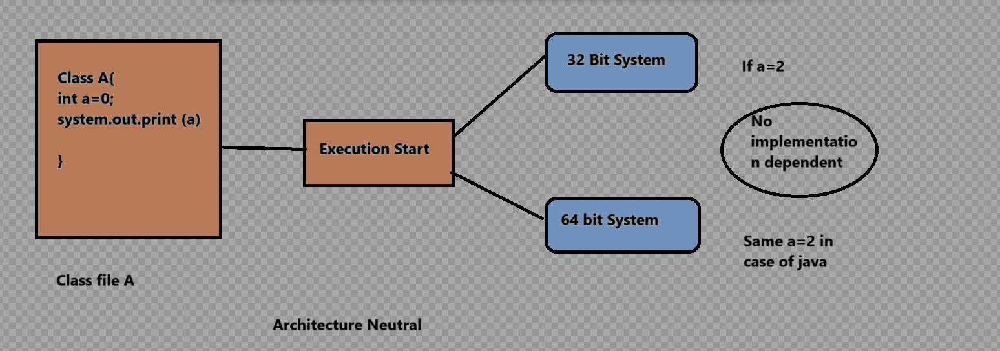 Class A{
int a=0;
system.out.print (a)
}
Class file A
Execution Start
32 Bit System
64 bit System
If a=2
No
implementatio
n dependent
Same a=2 in
case of java
Architecture Neutral